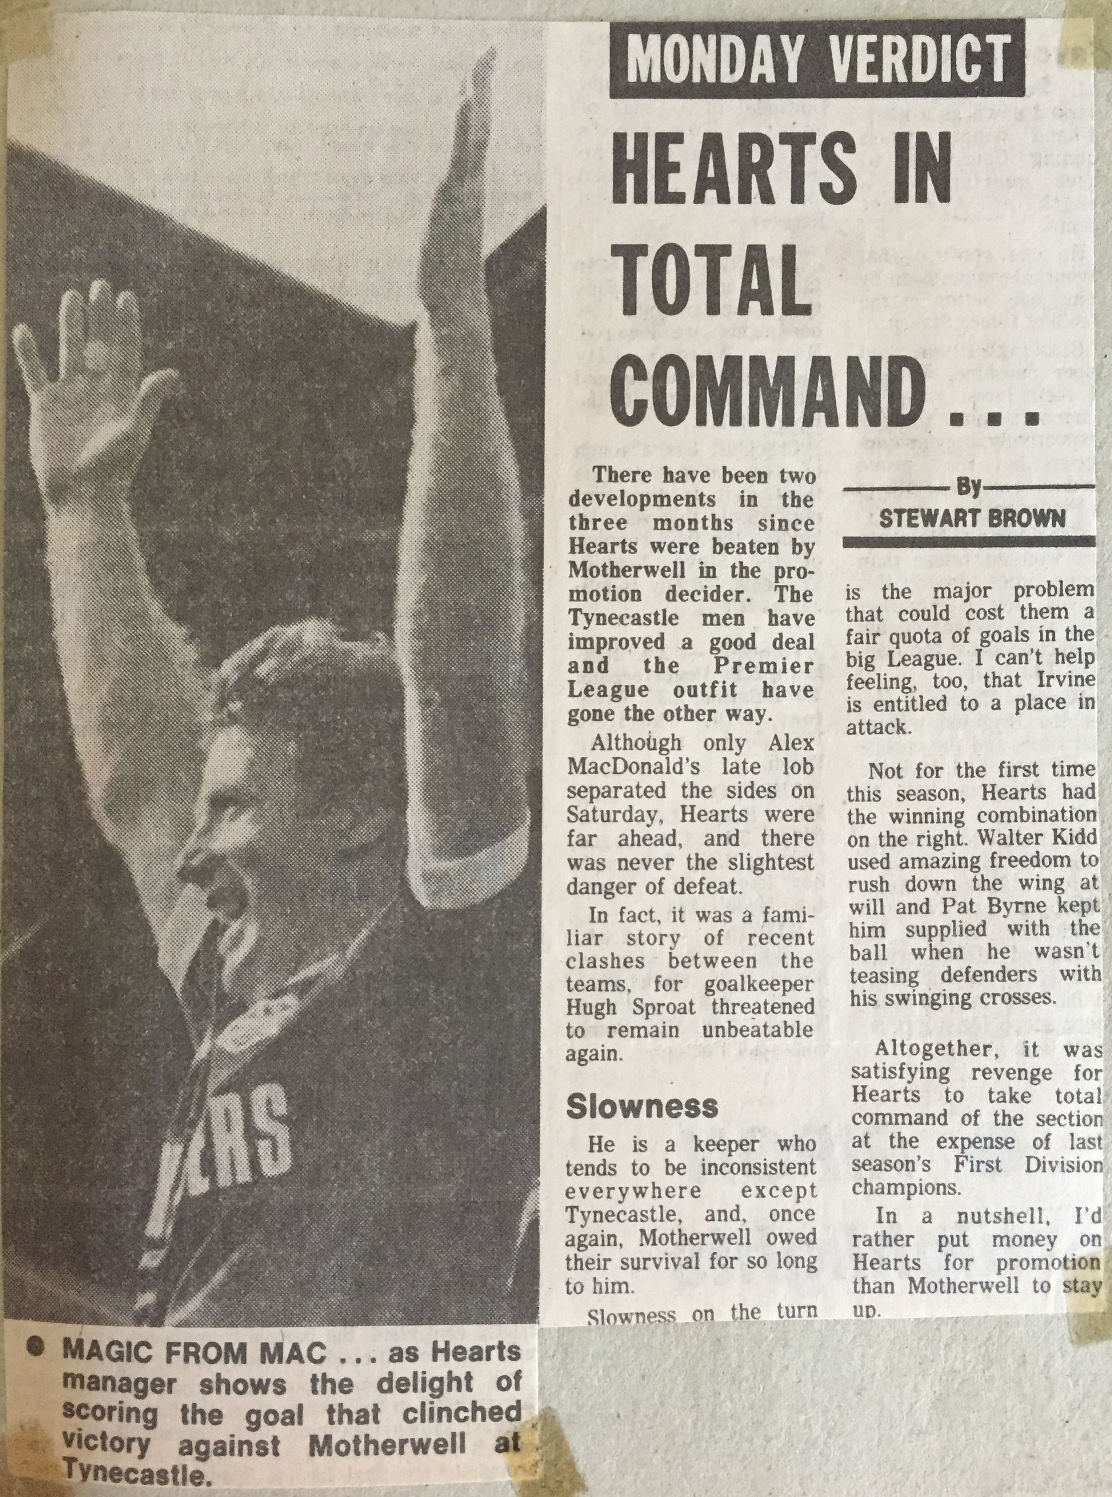 MONDAY VERDICT
HEARTS IN
TOTAL
COMMAND . . .
There have been two
developments in the
three months since
Hearts were beaten by
Motherwell in the pro-
motion decider. The
Tynecastle men have
improved a good deal
and the Premier
League outfit have
gone the other way.
Although only Alex
MacDonald's late lob
separated the sides on
Saturday, Hearts were
far ahead, and there
was never the slightest
danger of defeat.
In fact, it was a fami-
liar story of recent
clashes between the
teams, for goalkeeper
Hugh Sproat threatened
to remain unbeatable
again.
Slowness
He is a keeper who
tends to be inconsistent
everywhere except
Tynecastle, and, once
again, Motherwell owed
their survival for so long
to him.
Slowness on the turn
By
STEWART BROWN
is the major problem
that could cost them a
fair quota of goals in the
big League. I can't help
feeling, too, that Irvine
is entitled to a place in
attack.
Not for the first time
this season, Hearts had
the winning combination
on the right. Walter Kidd
used amazing freedom to
rush down the wing at
will and Pat Byrne kept
him supplied with the
ball when he wasn't
teasing defenders with
his swinging crosses.
Altogether, it was
satisfying revenge for
Hearts to take total
command of the section
at the expense of last
season's First Division
champions.
In a nutshell, I'd
rather put money on
Hearts for promotion
than Motherwell to stay
up.
● MAGIC FROM MAC . . . as Hearts
manager shows the delight of
scoring the goal that clinched
victory against Motherwell at
Tynecastle.